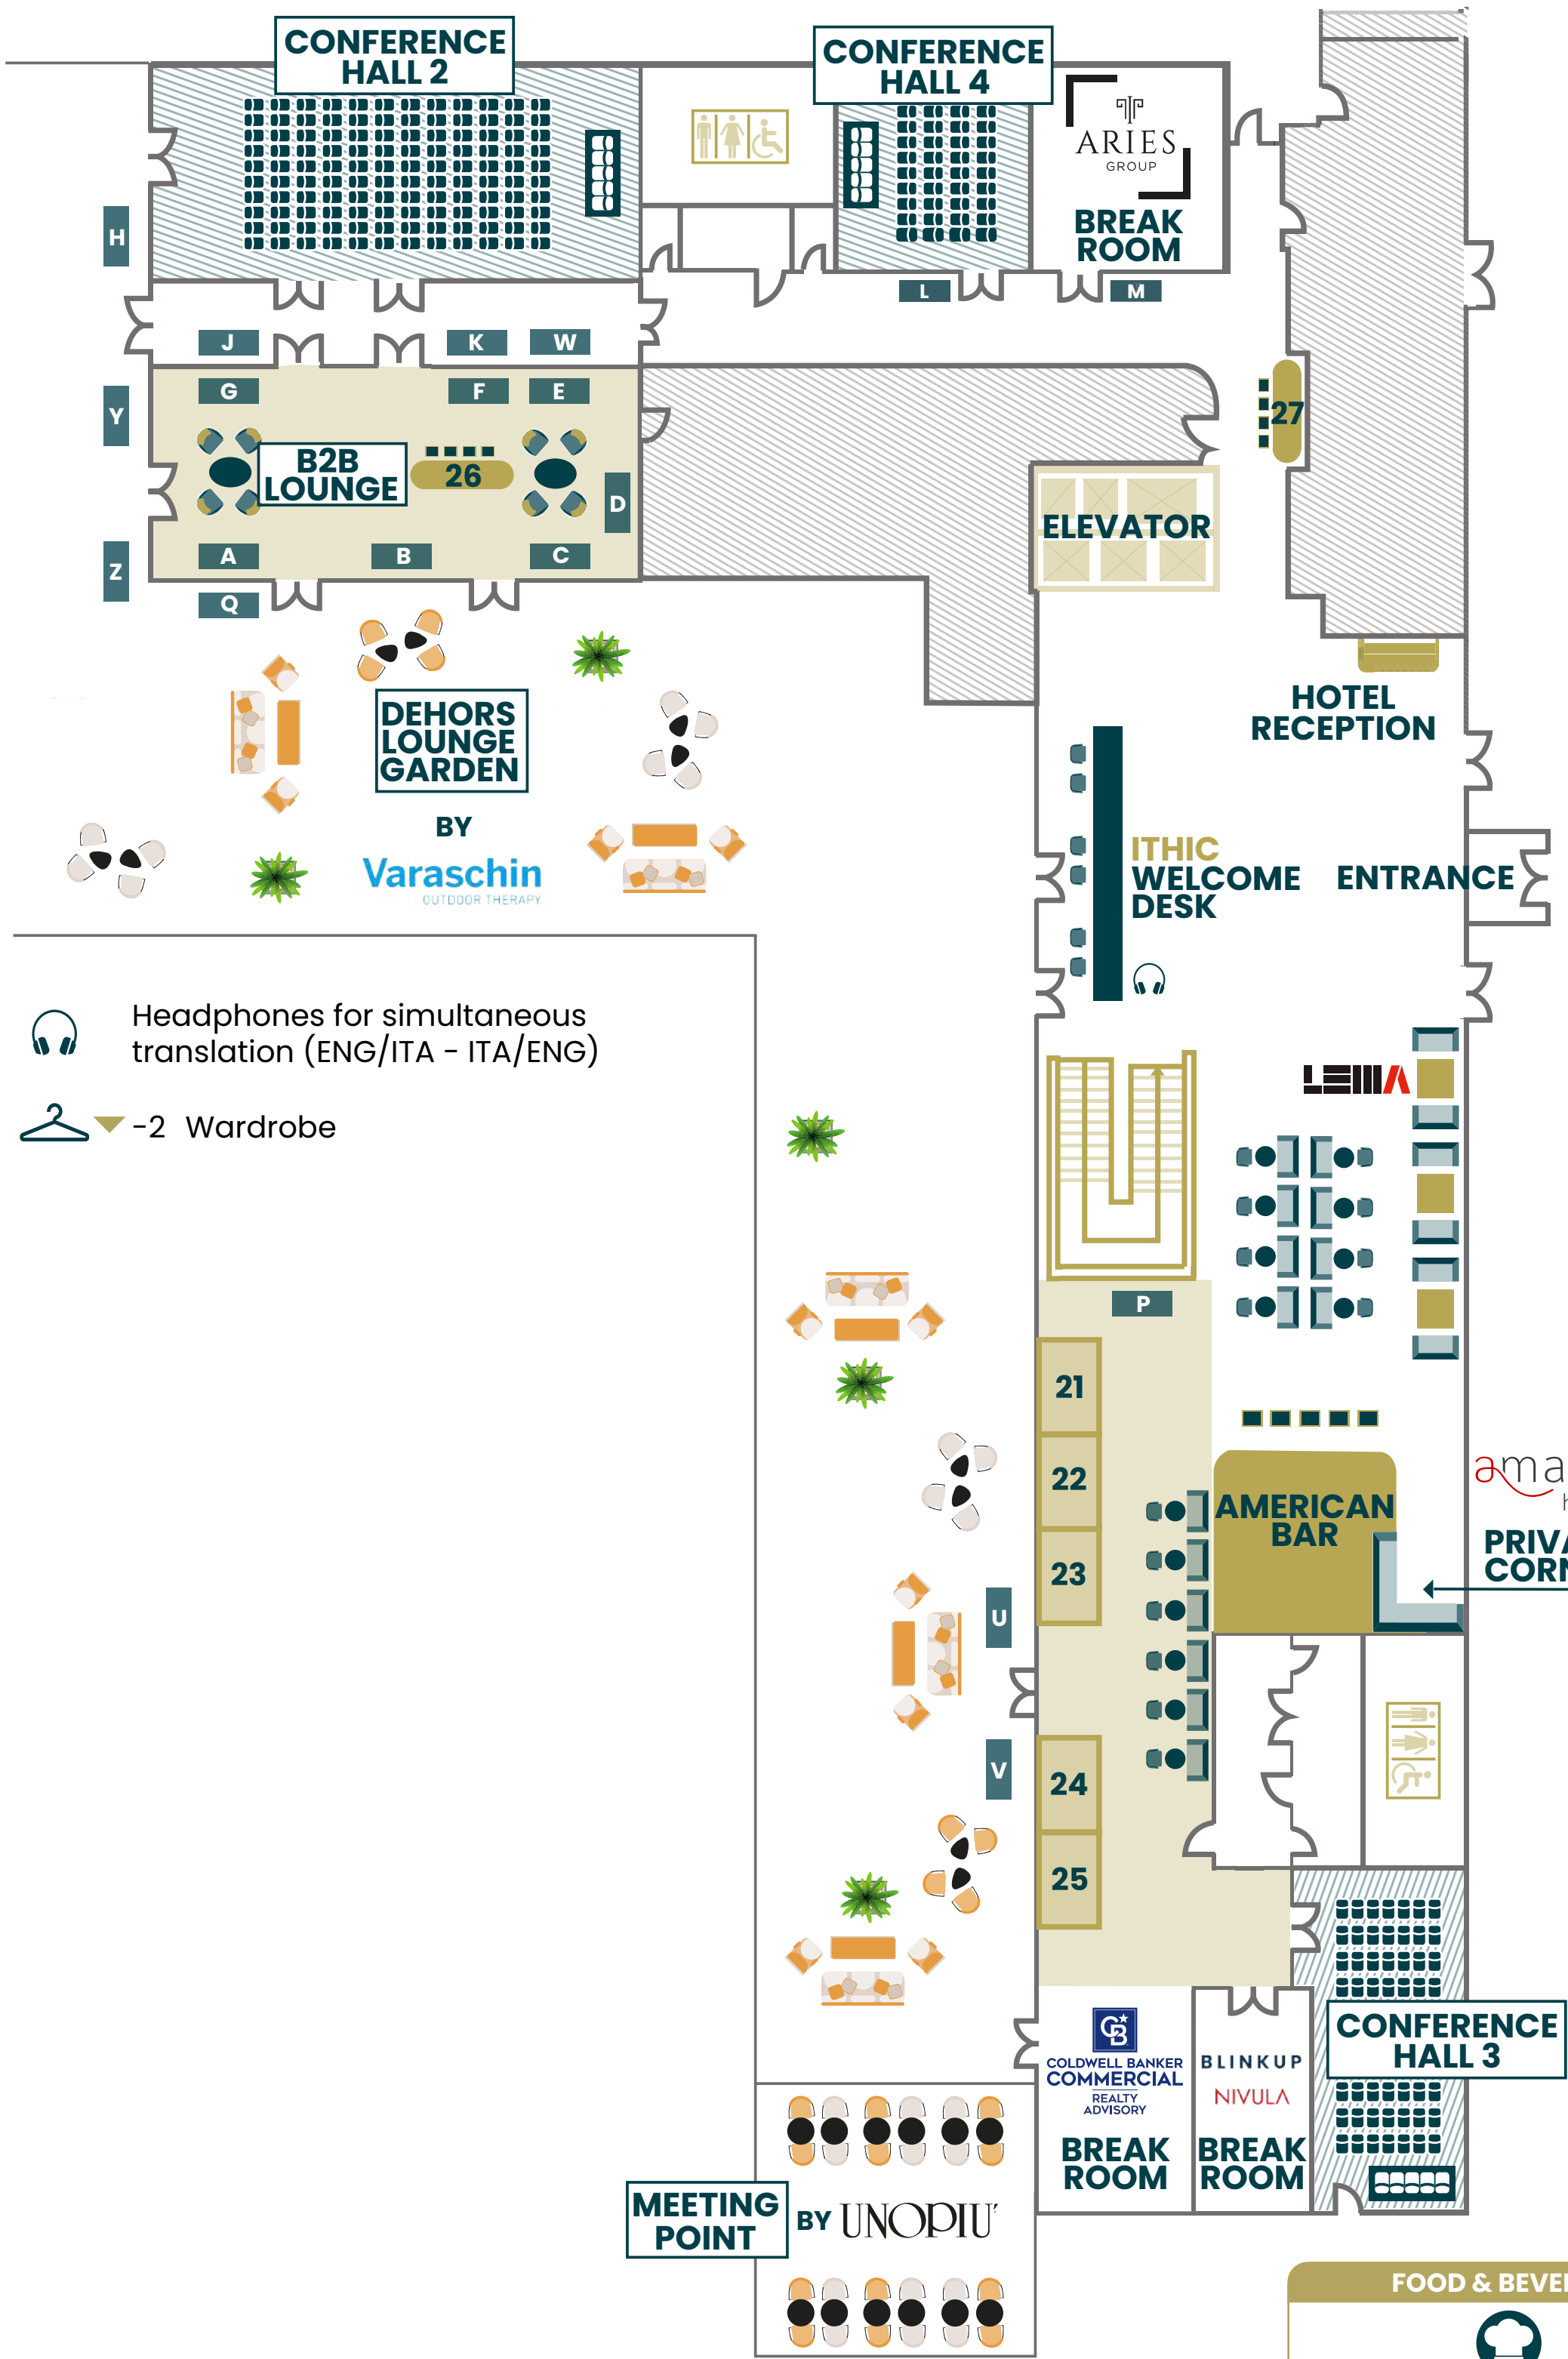 CONFERENCE
HALL 2
CONFERENCE
HALL 4
ARIES
GROUP
BREAK
ROOM
H
L
M
J
K
W
G
F
E
Y
27
B2B
LOUNGE
26
D
ELEVATOR
A
B
C
Z
Q
HOTEL
RECEPTION
DEHORS
LOUNGE
GARDEN
BY
Varaschin
OUTDOOR THERAPY
ITHIC
WELCOME
DESK
ENTRANCE
Headphones for simultaneous
translation (ENG/ITA - ITA/ENG)
-2 Wardrobe
LEMA
P
21
22
23
AMERICAN
BAR
U
V
24
25
COLDWELL BANKER
COMMERCIAL
REALTY
ADVISORY
BREAK
ROOM
BLINKUP
NIVULA
BREAK
ROOM
CONFERENCE
HALL 3
MEETING
POINT
BY UNOPIU'
FOOD &